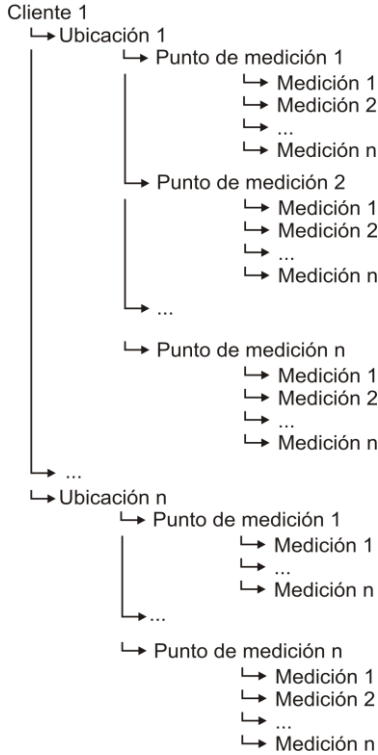 Cliente 1
Ubicación 1
Punto de medición 1
Medición 1
Medición 2
...
Medición n
Punto de medición 2
Medición 1
Medición 2
...
Medición n
...
Punto de medición n
Medición 1
Medición 2
...
Medición n
...
Ubicación n
Punto de medición 1
Medición 1
...
Medición n
...
Punto de medición n
Medición 1
Medición 2
...
Medición n